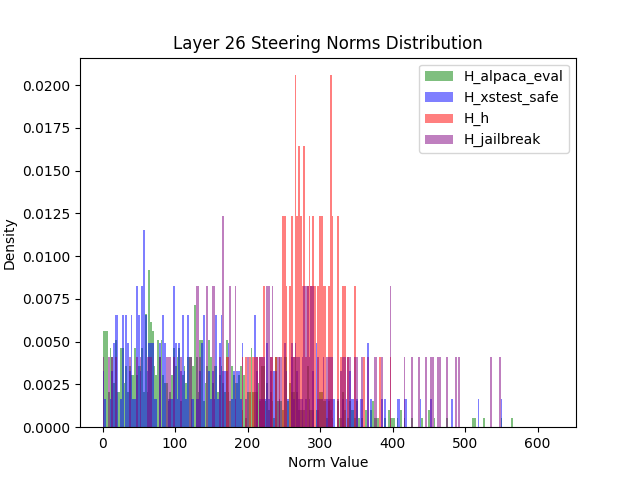 Layer 26 Steering Norms Distribution
H_alpaca_eval
H_xstest_safe
H_h
H_jailbreak
0.0200
0.0175
0.0150
0.0125
0.0100
0.0075
0.0050
0.0025
0.0000
Density
0 100 200 300 400 500 600
Norm Value